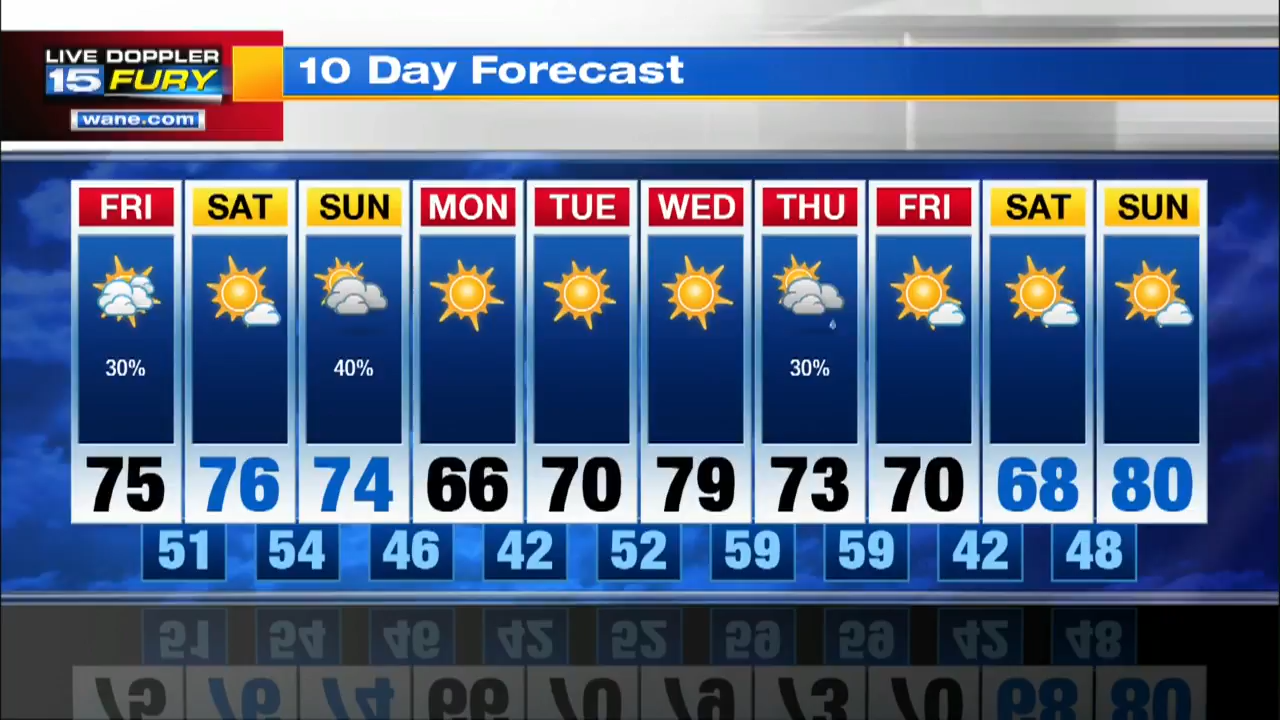 LIVE DOPPLER
15 FURY
wane.com
10 Day Forecast
FRI SAT SUN MON TUE WED THU FRI SAT SUN
30% 40% 30%
75 76 74 66 70 79 73 70 68 80
51 54 46 42 52 59 59 42 48